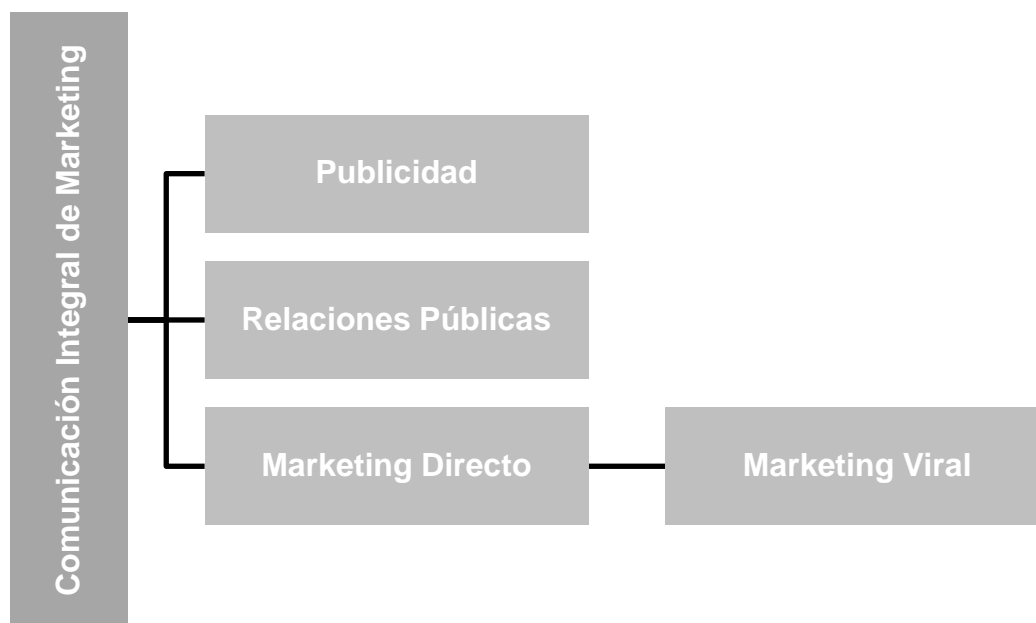 Comunicación Integral de Marketing
Publicidad
Relaciones Públicas
Marketing Directo
Marketing Viral